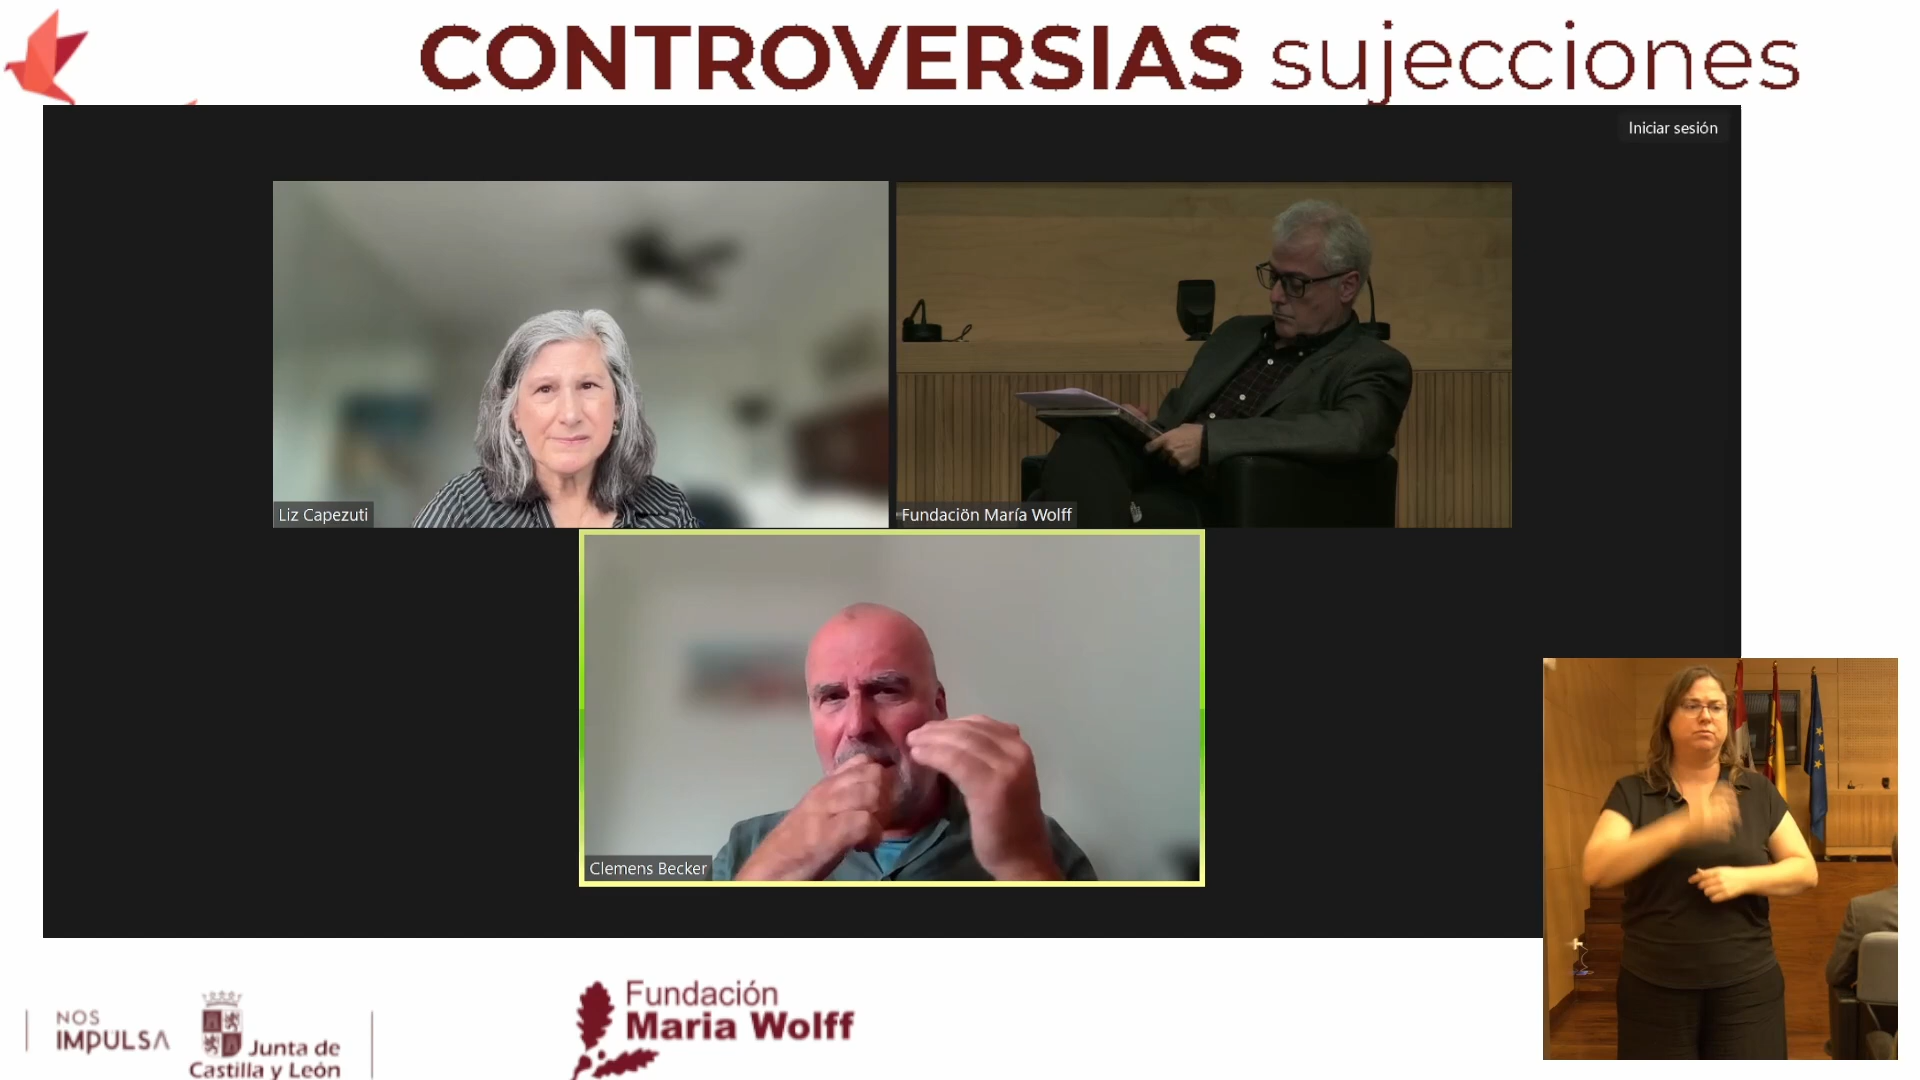 CONTROVERSIAS sujecciones
Iniciar sesión
Liz Capezuti
Fundaciön María Wolff
Clemens Becker
NOS
IMPULSA
Junta de
Castilla y León
Fundación
Maria Wolff